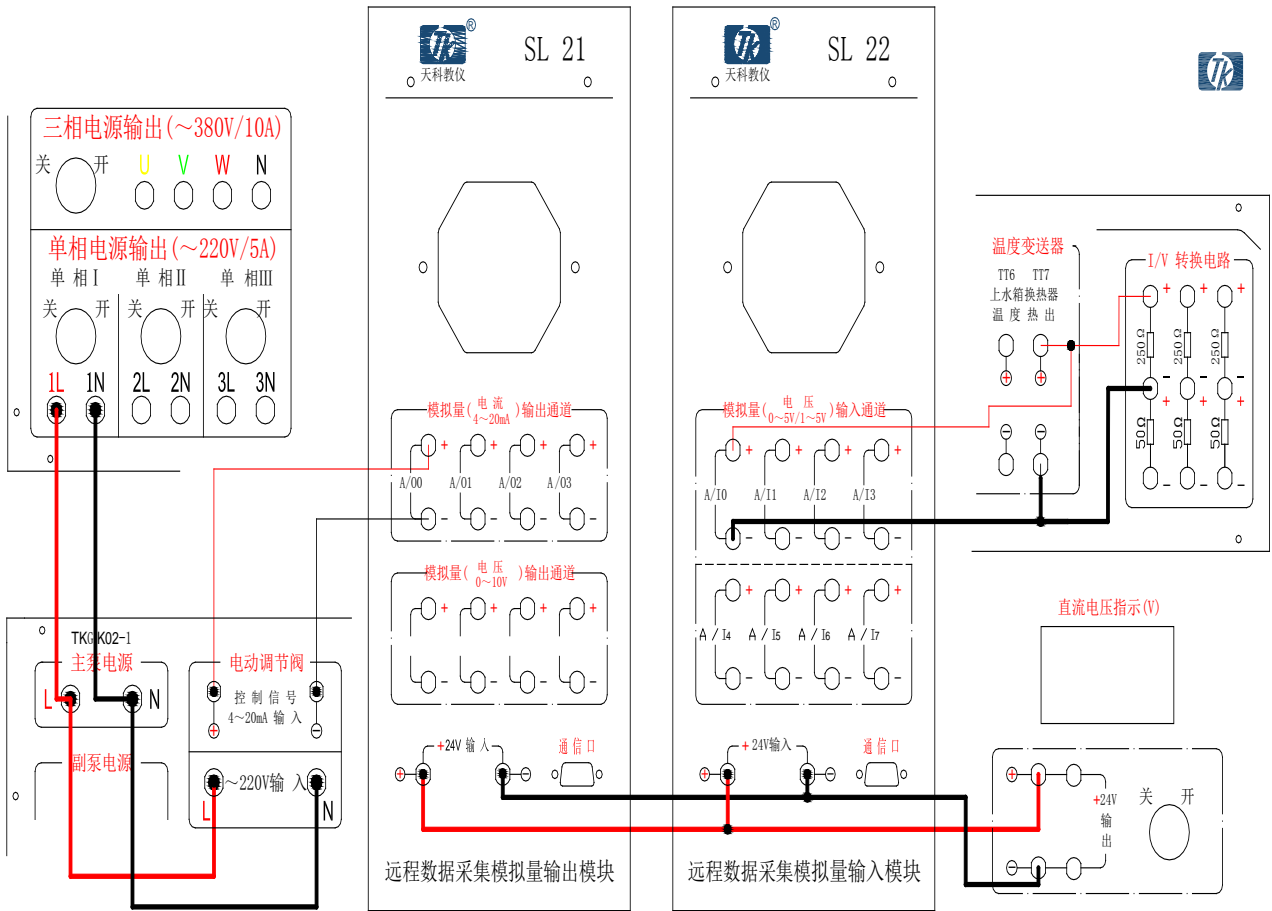 三相电源输出(～380V/10A)
关 开 U V W N
单相电源输出(～220V/5A)
单 相Ⅰ 单 相Ⅱ 单 相Ⅲ
关 开 关 开 关 开
1L 1N 2L 2N 3L 3N
TKGK02-1
主泵电源
L N
副泵电源
电动调节阀
控 制 信 号
4～20mA 输 入
+ −
～220V输 入
L N
TK®
天科教仪
SL 21
模拟量(电 流 4～20mA)输出通道
+ + + +
A/O0 A/O1 A/O2 A/O3
- - - -
模拟量(电 压 0～10V)输出通道
+ + + +
- - - -
+24V 输 入
+ −
通 信 口
远程数据采集模拟量输出模块
TK®
天科教仪
SL 22
模拟量(电 压 0～5V/1～5V)输入通道
+ + + +
A/I0 A/I1 A/I2 A/I3
- - - -
+ + + +
A/I4 A/I5 A/I6 A/I7
- - - -
+24V输入
+ −
通 信 口
远程数据采集模拟量输入模块
TK
温度变送器
TT6 TT7
上水箱换热器
温 度 热 出
+ +
− −
I/V 转换电路
+ + +
250Ω 250Ω 250Ω
- - -
+ + +
50Ω 50Ω 50Ω
- - -
直流电压指示(V)
+
+24V
输
出
−
关 开